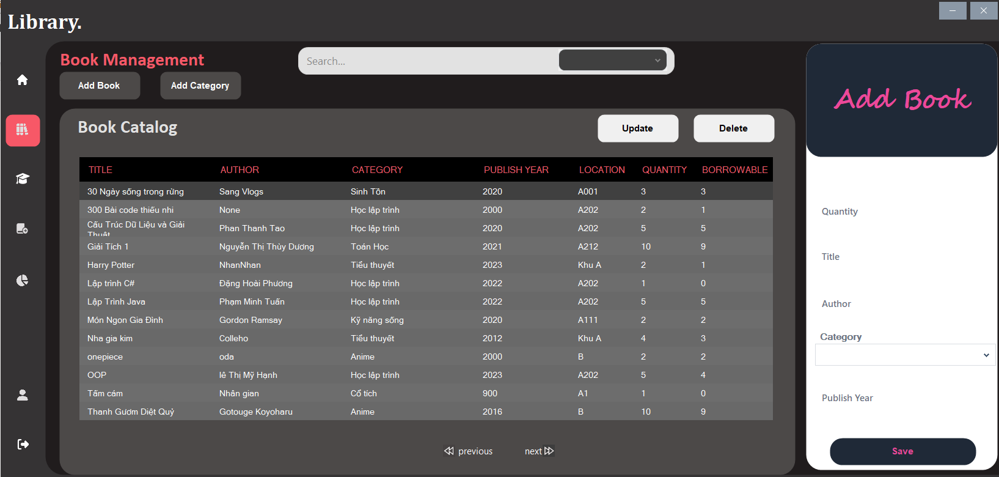 Library.
Book Management
Search...
Add Book
Add Category
Book Catalog
Update
Delete
TITLE AUTHOR CATEGORY PUBLISH YEAR LOCATION QUANTITY BORROWABLE
30 Ngày sống trong rừng Sang Vlogs Sinh Tồn 2020 A001 3 3
300 Bài code thiếu nhi None Học lập trình 2000 A202 2 1
Cấu Trúc Dữ Liệu và Giải Thuật Phan Thanh Tao Học lập trình 2020 A202 5 5
Giải Tích 1 Nguyễn Thị Thùy Dương Toán Học 2021 A212 10 9
Harry Potter NhanNhan Tiểu thuyết 2023 Khu A 2 1
Lập trình C# Đặng Hoài Phương Học lập trình 2022 A202 1 0
Lập Trình Java Phạm Minh Tuấn Học lập trình 2022 A202 5 5
Món Ngon Gia Đình Gordon Ramsay Kỹ năng sống 2020 A111 2 2
Nha gia kim Colleho Tiểu thuyết 2012 Khu A 4 3
onepiece oda Anime 2000 B 2 2
OOP lê Thị Mỹ Hạnh Học lập trình 2023 A202 5 4
Tấm cám Nhân gian Cổ tích 900 A1 1 0
Thanh Gươm Diệt Quỷ Gotouge Koyoharu Anime 2016 B 10 9
previous next
Add Book
Quantity
Title
Author
Category
Publish Year
Save